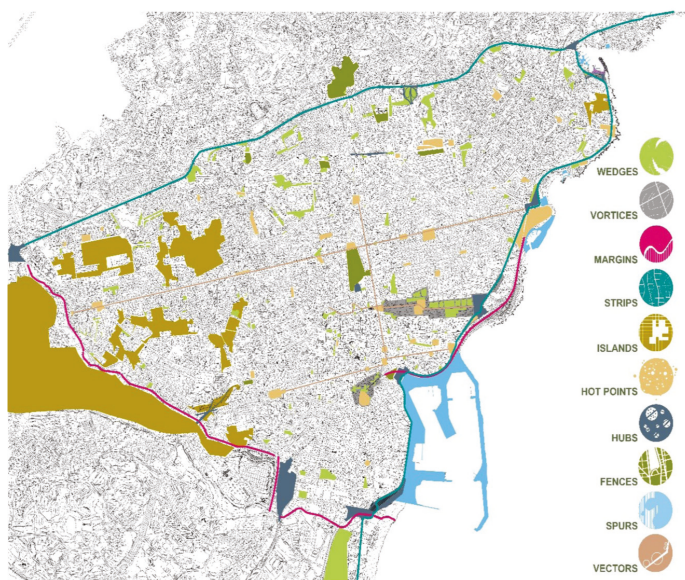 WEDGES
VORTICES
MARGINS
STRIPS
ISLANDS
HOT POINTS
HUBS
FENCES
SPURS
VECTORS